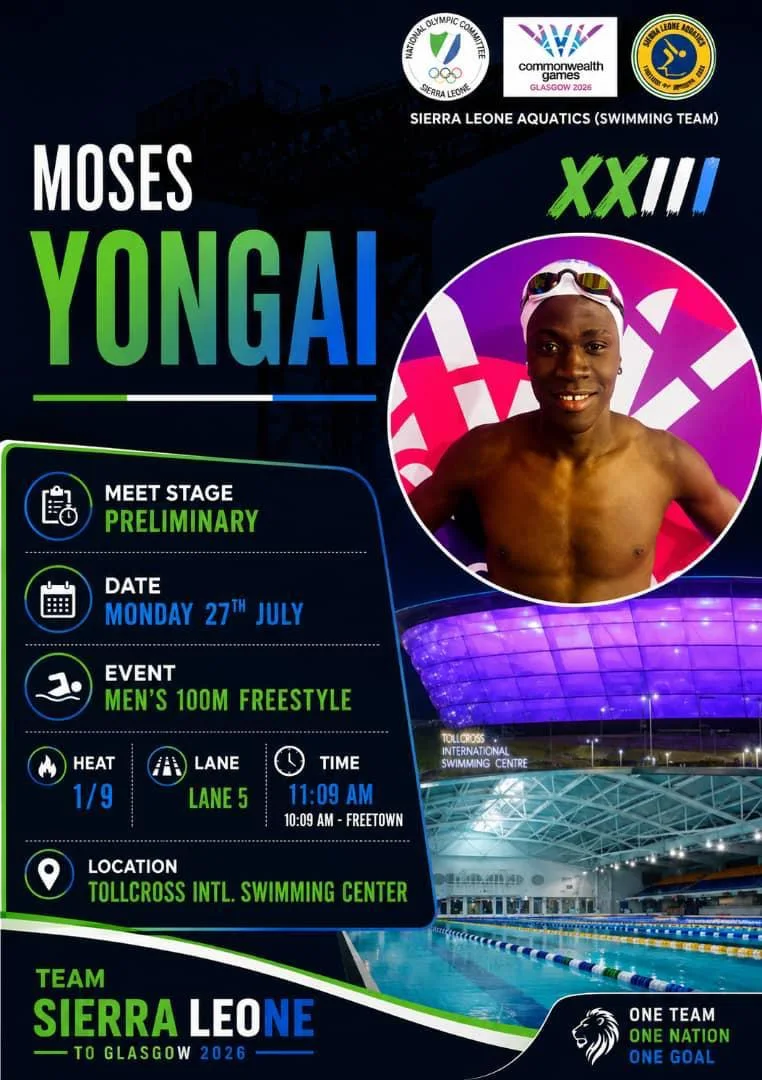 NATIONAL OLYMPIC COMMITTEE
SIERRA LEONE
commonwealth
games
GLASGOW 2026
SIERRA LEONE AQUATICS
SIERRA LEONE AQUATICS (SWIMMING TEAM)
MOSES
YONGAI
XXIII
MEET STAGE
PRELIMINARY
DATE
MONDAY 27TH JULY
EVENT
MEN'S 100M FREESTYLE
HEAT
1/9
LANE
LANE 5
TIME
11:09 AM
10:09 AM - FREETOWN
LOCATION
TOLLCROSS INTL. SWIMMING CENTER
TOLLCROSS
INTERNATIONAL
SWIMMING CENTRE
TEAM
SIERRA LEONE
TO GLASGOW 2026
ONE TEAM
ONE NATION
ONE GOAL